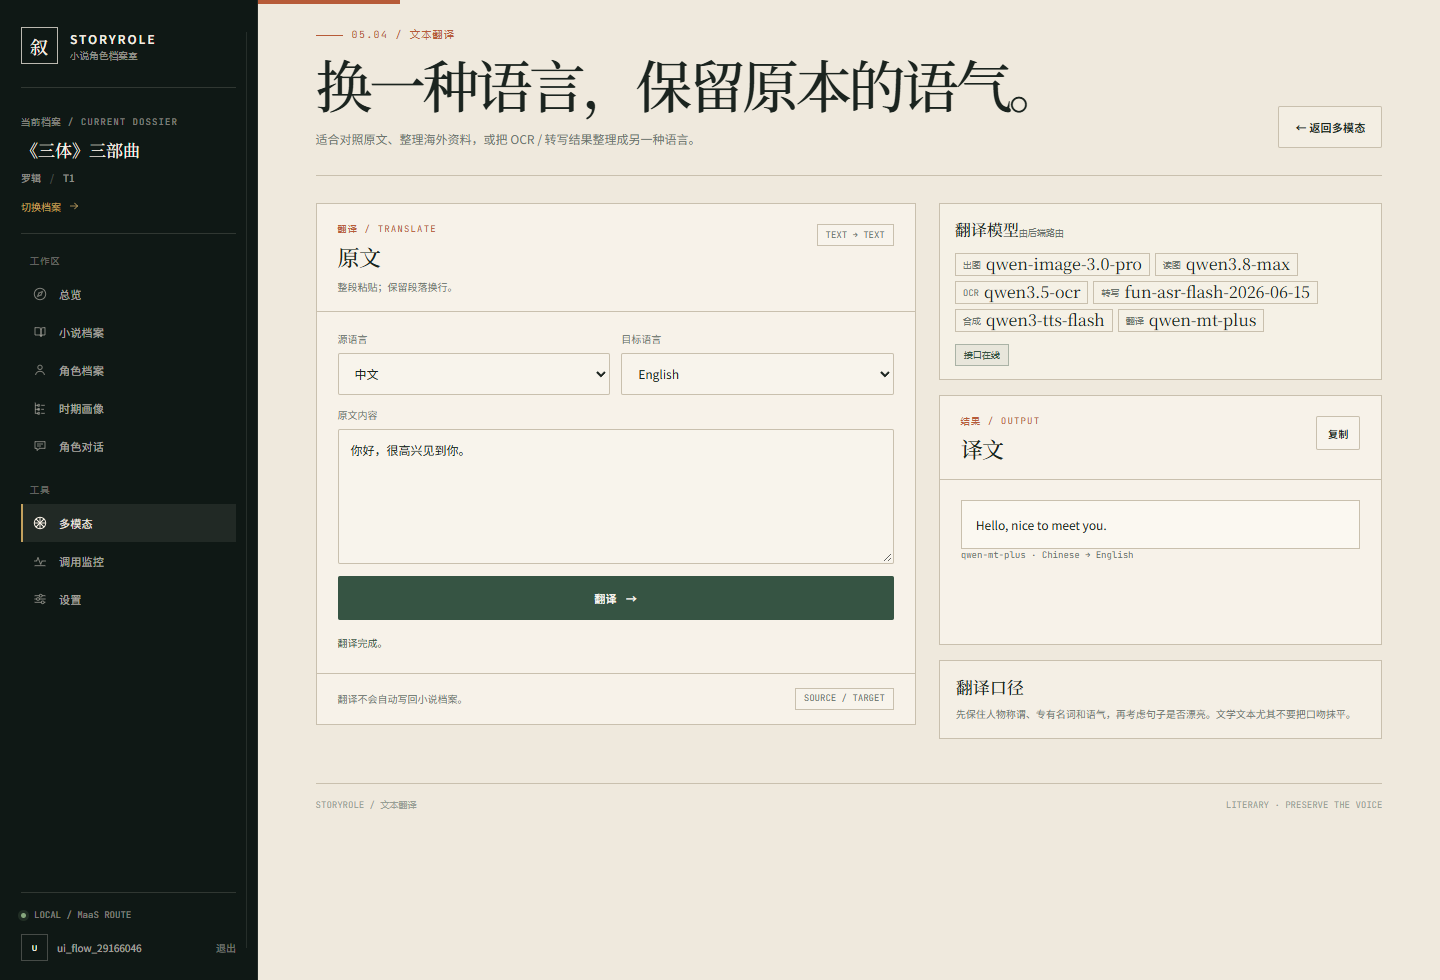 叙
STORYROLE
小说角色档案室
当前档案 / CURRENT DOSSIER
《三体》三部曲
罗辑 / T1
切换档案 →
工作区
总览
小说档案
角色档案
时期画像
角色对话
工具
多模态
调用监控
设置
LOCAL / MaaS ROUTE
U ui_flow_29166046 退出
05.04 / 文本翻译
换一种语言，保留原本的语气。
适合对照原文、整理海外资料，或把 OCR / 转写结果整理成另一种语言。
← 返回多模态
翻译 / TRANSLATE
原文
整段粘贴；保留段落换行。
TEXT → TEXT
源语言 目标语言
中文 English
原文内容
你好，很高兴见到你。
翻译 →
翻译完成。
翻译不会自动写回小说档案。 SOURCE / TARGET
翻译模型 由后端路由
出图 qwen-image-3.0-pro 读图 qwen3.8-max
OCR qwen3.5-ocr 转写 fun-asr-flash-2026-06-15
合成 qwen3-tts-flash 翻译 qwen-mt-plus
接口在线
结果 / OUTPUT
译文
复制
Hello, nice to meet you.
qwen-mt-plus · Chinese → English
翻译口径
先保住人物称谓、专有名词和语气，再考虑句子是否漂亮。文学文本尤其不要把口吻抹平。
STORYROLE / 文本翻译 LITERARY · PRESERVE THE VOICE